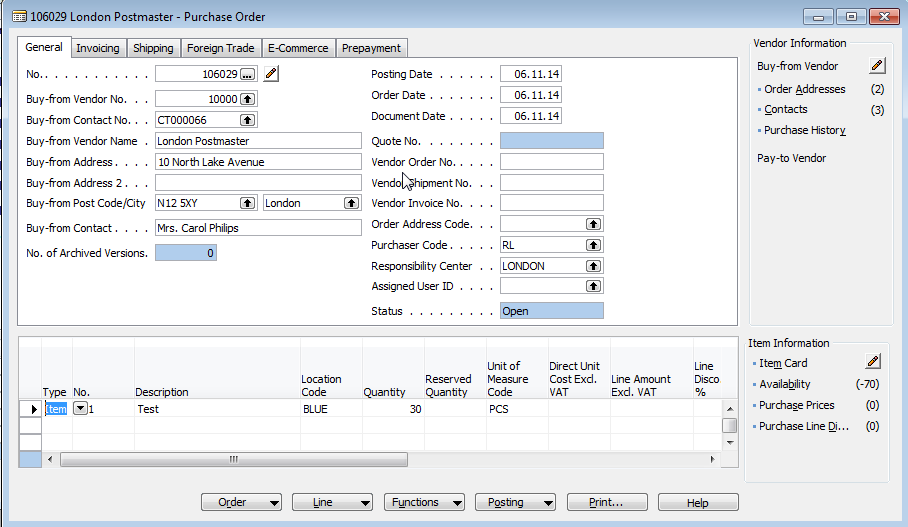 106029 London Postmaster - Purchase Order
General Invoicing Shipping Foreign Trade E-Commerce Prepayment
No. . . . . . . . . . . . 106029 ...
Buy-from Vendor No. . . 10000
Buy-from Contact No. . . CT000066
Buy-from Vendor Name . London Postmaster
Buy-from Address . . . . 10 North Lake Avenue
Buy-from Address 2 . . .
Buy-from Post Code/City N12 5XY London
Buy-from Contact . . . . Mrs. Carol Philips
No. of Archived Versions. 0
Posting Date . . . . . . 06.11.14
Order Date . . . . . . . 06.11.14
Document Date . . . . . 06.11.14
Quote No. . . . . . . . .
Vendor Order No. . . . .
Vendor Shipment No. . .
Vendor Invoice No. . . . .
Order Address Code. . . .
Purchaser Code . . . . . RL
Responsibility Center . . LONDON
Assigned User ID . . . .
Status . . . . . . . . . Open
Vendor Information
Buy-from Vendor
Order Addresses (2)
Contacts (3)
Purchase History
Pay-to Vendor
Type No. Description Location Code Quantity Reserved Quantity Unit of Measure Code Direct Unit Cost Excl. VAT Line Amount Excl. VAT Line Disco. %
Item 1 Test BLUE 30 PCS
Item Information
Item Card
Availability (-70)
Purchase Prices (0)
Purchase Line Di... (0)
Order Line Functions Posting Print... Help